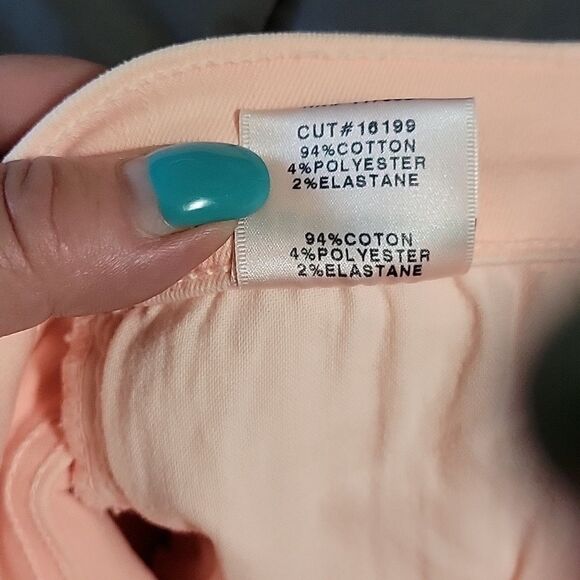 CUT#16199
94%COTTON
4%POLYESTER
2%ELASTANE
94%COTON
4%POLYESTER
2%ELASTANE